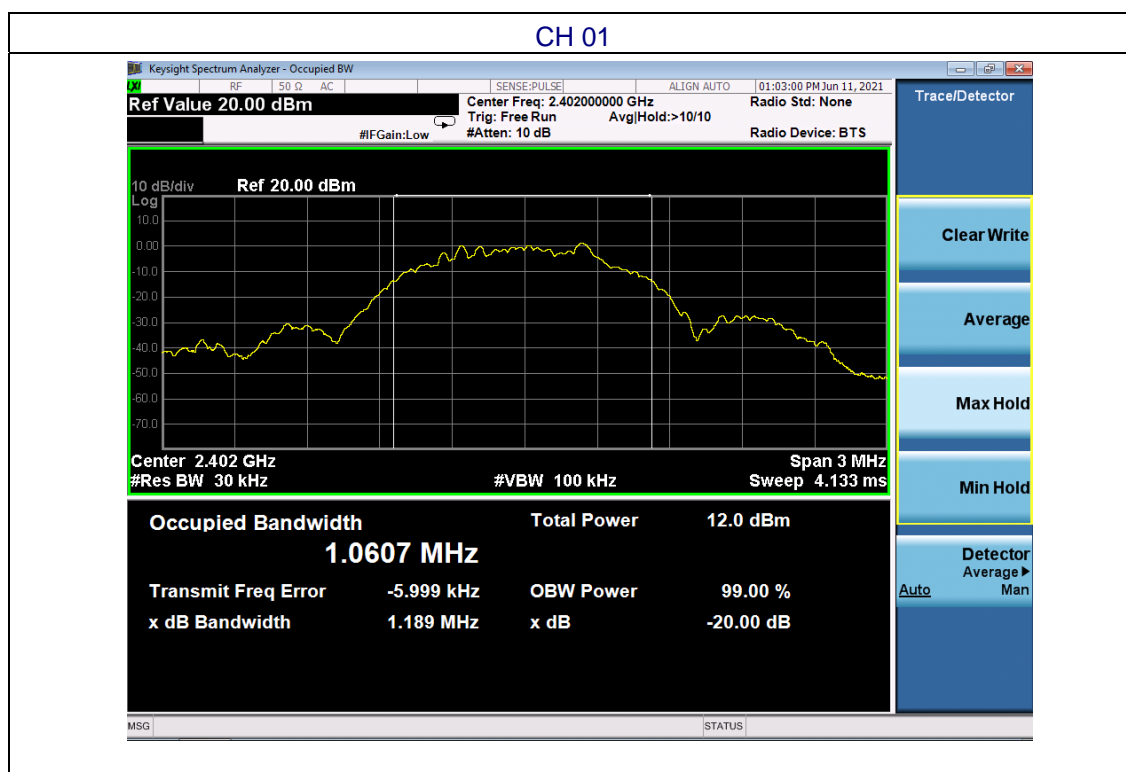 CH 01
Keysight Spectrum Analyzer - Occupied BW
LXI RF 50 Ω AC SENSE:PULSE ALIGN AUTO 01:03:00 PM Jun 11, 2021
Ref Value 20.00 dBm
Center Freq: 2.402000000 GHz
Radio Std: None
Trig: Free Run Avg|Hold:>10/10
#IFGain:Low #Atten: 10 dB Radio Device: BTS
10 dB/div Ref 20.00 dBm
Log
10.0
0.00
-10.0
-20.0
-30.0
-40.0
-50.0
-60.0
-70.0
Center 2.402 GHz Span 3 MHz
#Res BW 30 kHz #VBW 100 kHz Sweep 4.133 ms
Occupied Bandwidth Total Power 12.0 dBm
1.0607 MHz
Transmit Freq Error -5.999 kHz OBW Power 99.00 %
x dB Bandwidth 1.189 MHz x dB -20.00 dB
MSG STATUS
Trace/Detector
Clear Write
Average
Max Hold
Min Hold
Detector
Average
Auto Man